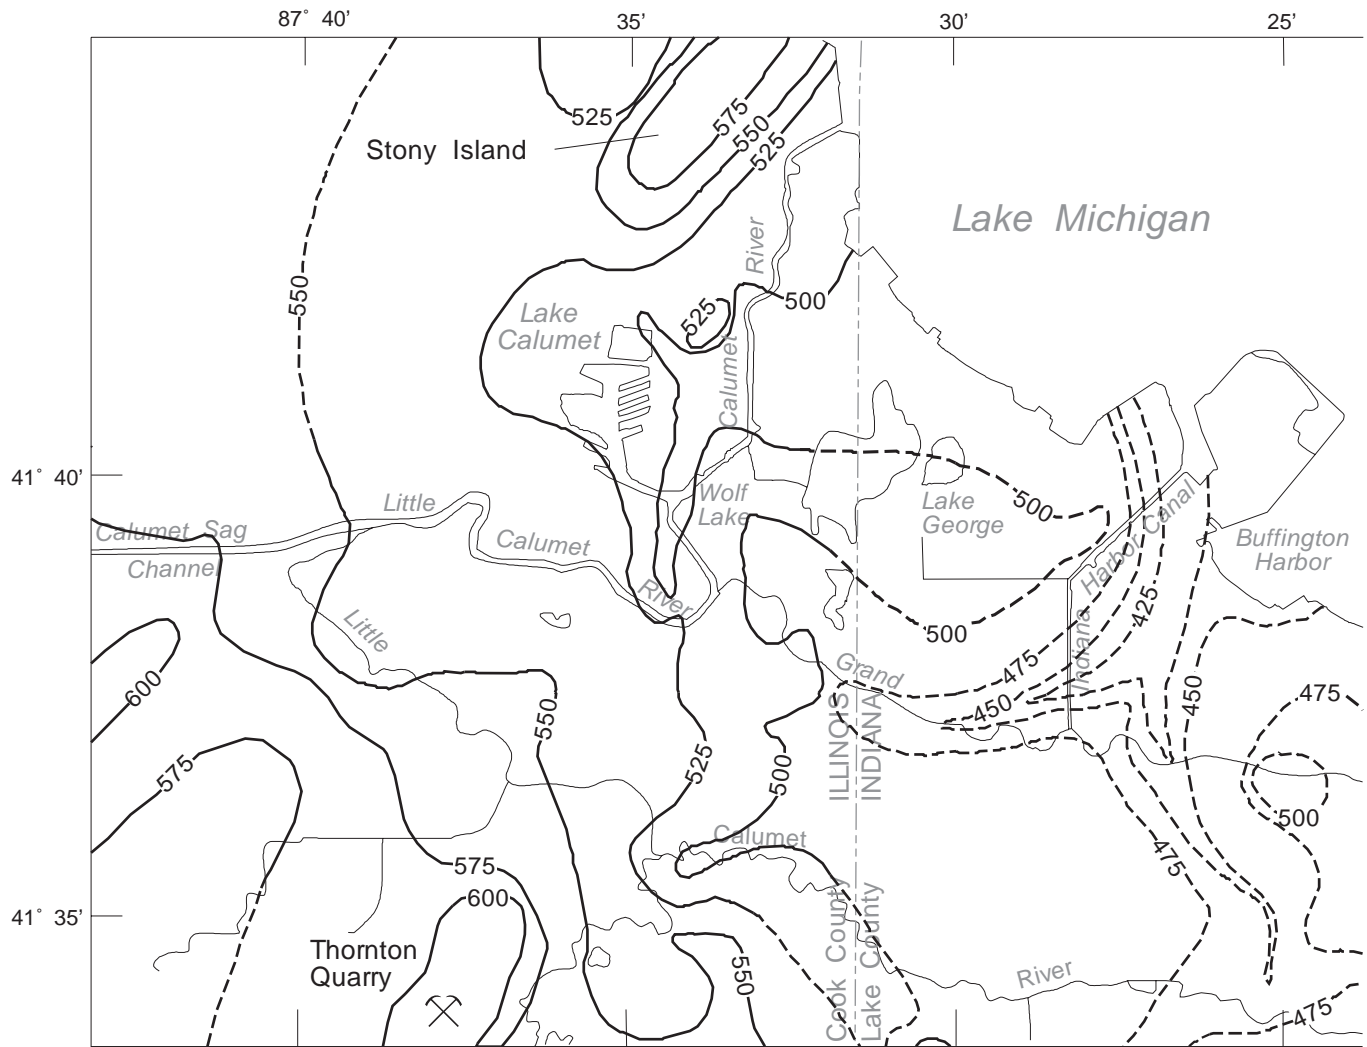 87° 40’
35’
30’
25’
525
Stony Island
575
550
525
Lake Michigan
River
550
500
Lake
Calumet
525
Calumet
41° 40’
Little
Wolf
Lake
Lake
George
500
Harbor Canal
Buffington
Harbor
Calumet Sag
Channel
Calumet
River
Little
500
425
Indiana
Grand
475
450
450
475
600
575
550
525
500
ILLINOIS
INDIANA
500
Calumet
475
575
600
41° 35’
Thornton
Quarry
550
Cook County
Lake County
River
475